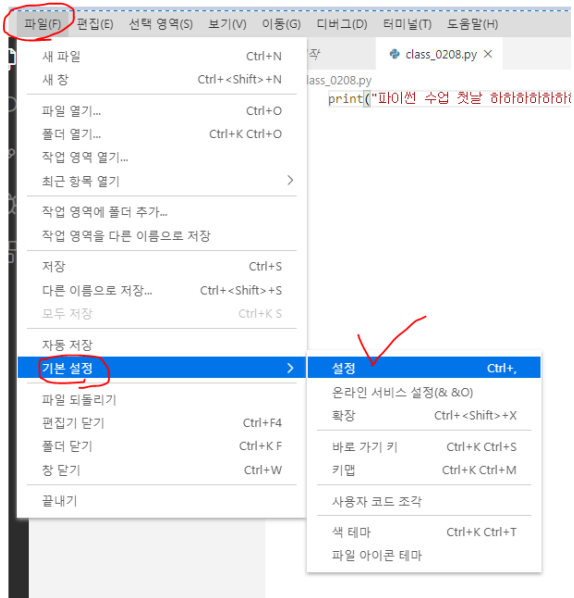 파일(F) 편집(E) 선택 영역(S) 보기(V) 이동(G) 디버그(D) 터미널(T) 도움말(H)
작 class_0208.py ×
lass_0208.py
print("파이썬 수업 첫날 하하하하하하
새 파일 Ctrl+N
새 창 Ctrl+<Shift>+N
파일 열기... Ctrl+O
폴더 열기... Ctrl+K Ctrl+O
작업 영역 열기...
최근 항목 열기 >
작업 영역에 폴더 추가...
작업 영역을 다른 이름으로 저장
저장 Ctrl+S
다른 이름으로 저장... Ctrl+<Shift>+S
모두 저장 Ctrl+K S
자동 저장
기본 설정 >
파일 되돌리기
편집기 닫기 Ctrl+F4
폴더 닫기 Ctrl+K F
창 닫기 Ctrl+W
끝내기
설정 Ctrl+,
온라인 서비스 설정(& &O)
확장 Ctrl+<Shift>+X
바로 가기 키 Ctrl+K Ctrl+S
키맵 Ctrl+K Ctrl+M
사용자 코드 조각
색 테마 Ctrl+K Ctrl+T
파일 아이콘 테마